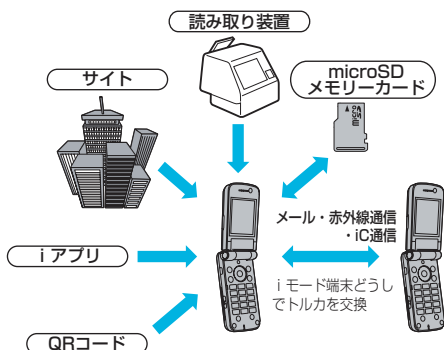 読み取り装置
サイト
microSD
メモリーカード
メール・赤外線通信
・iC通信
iアプリ
iモード端末どうし
でトルカを交換
QRコード